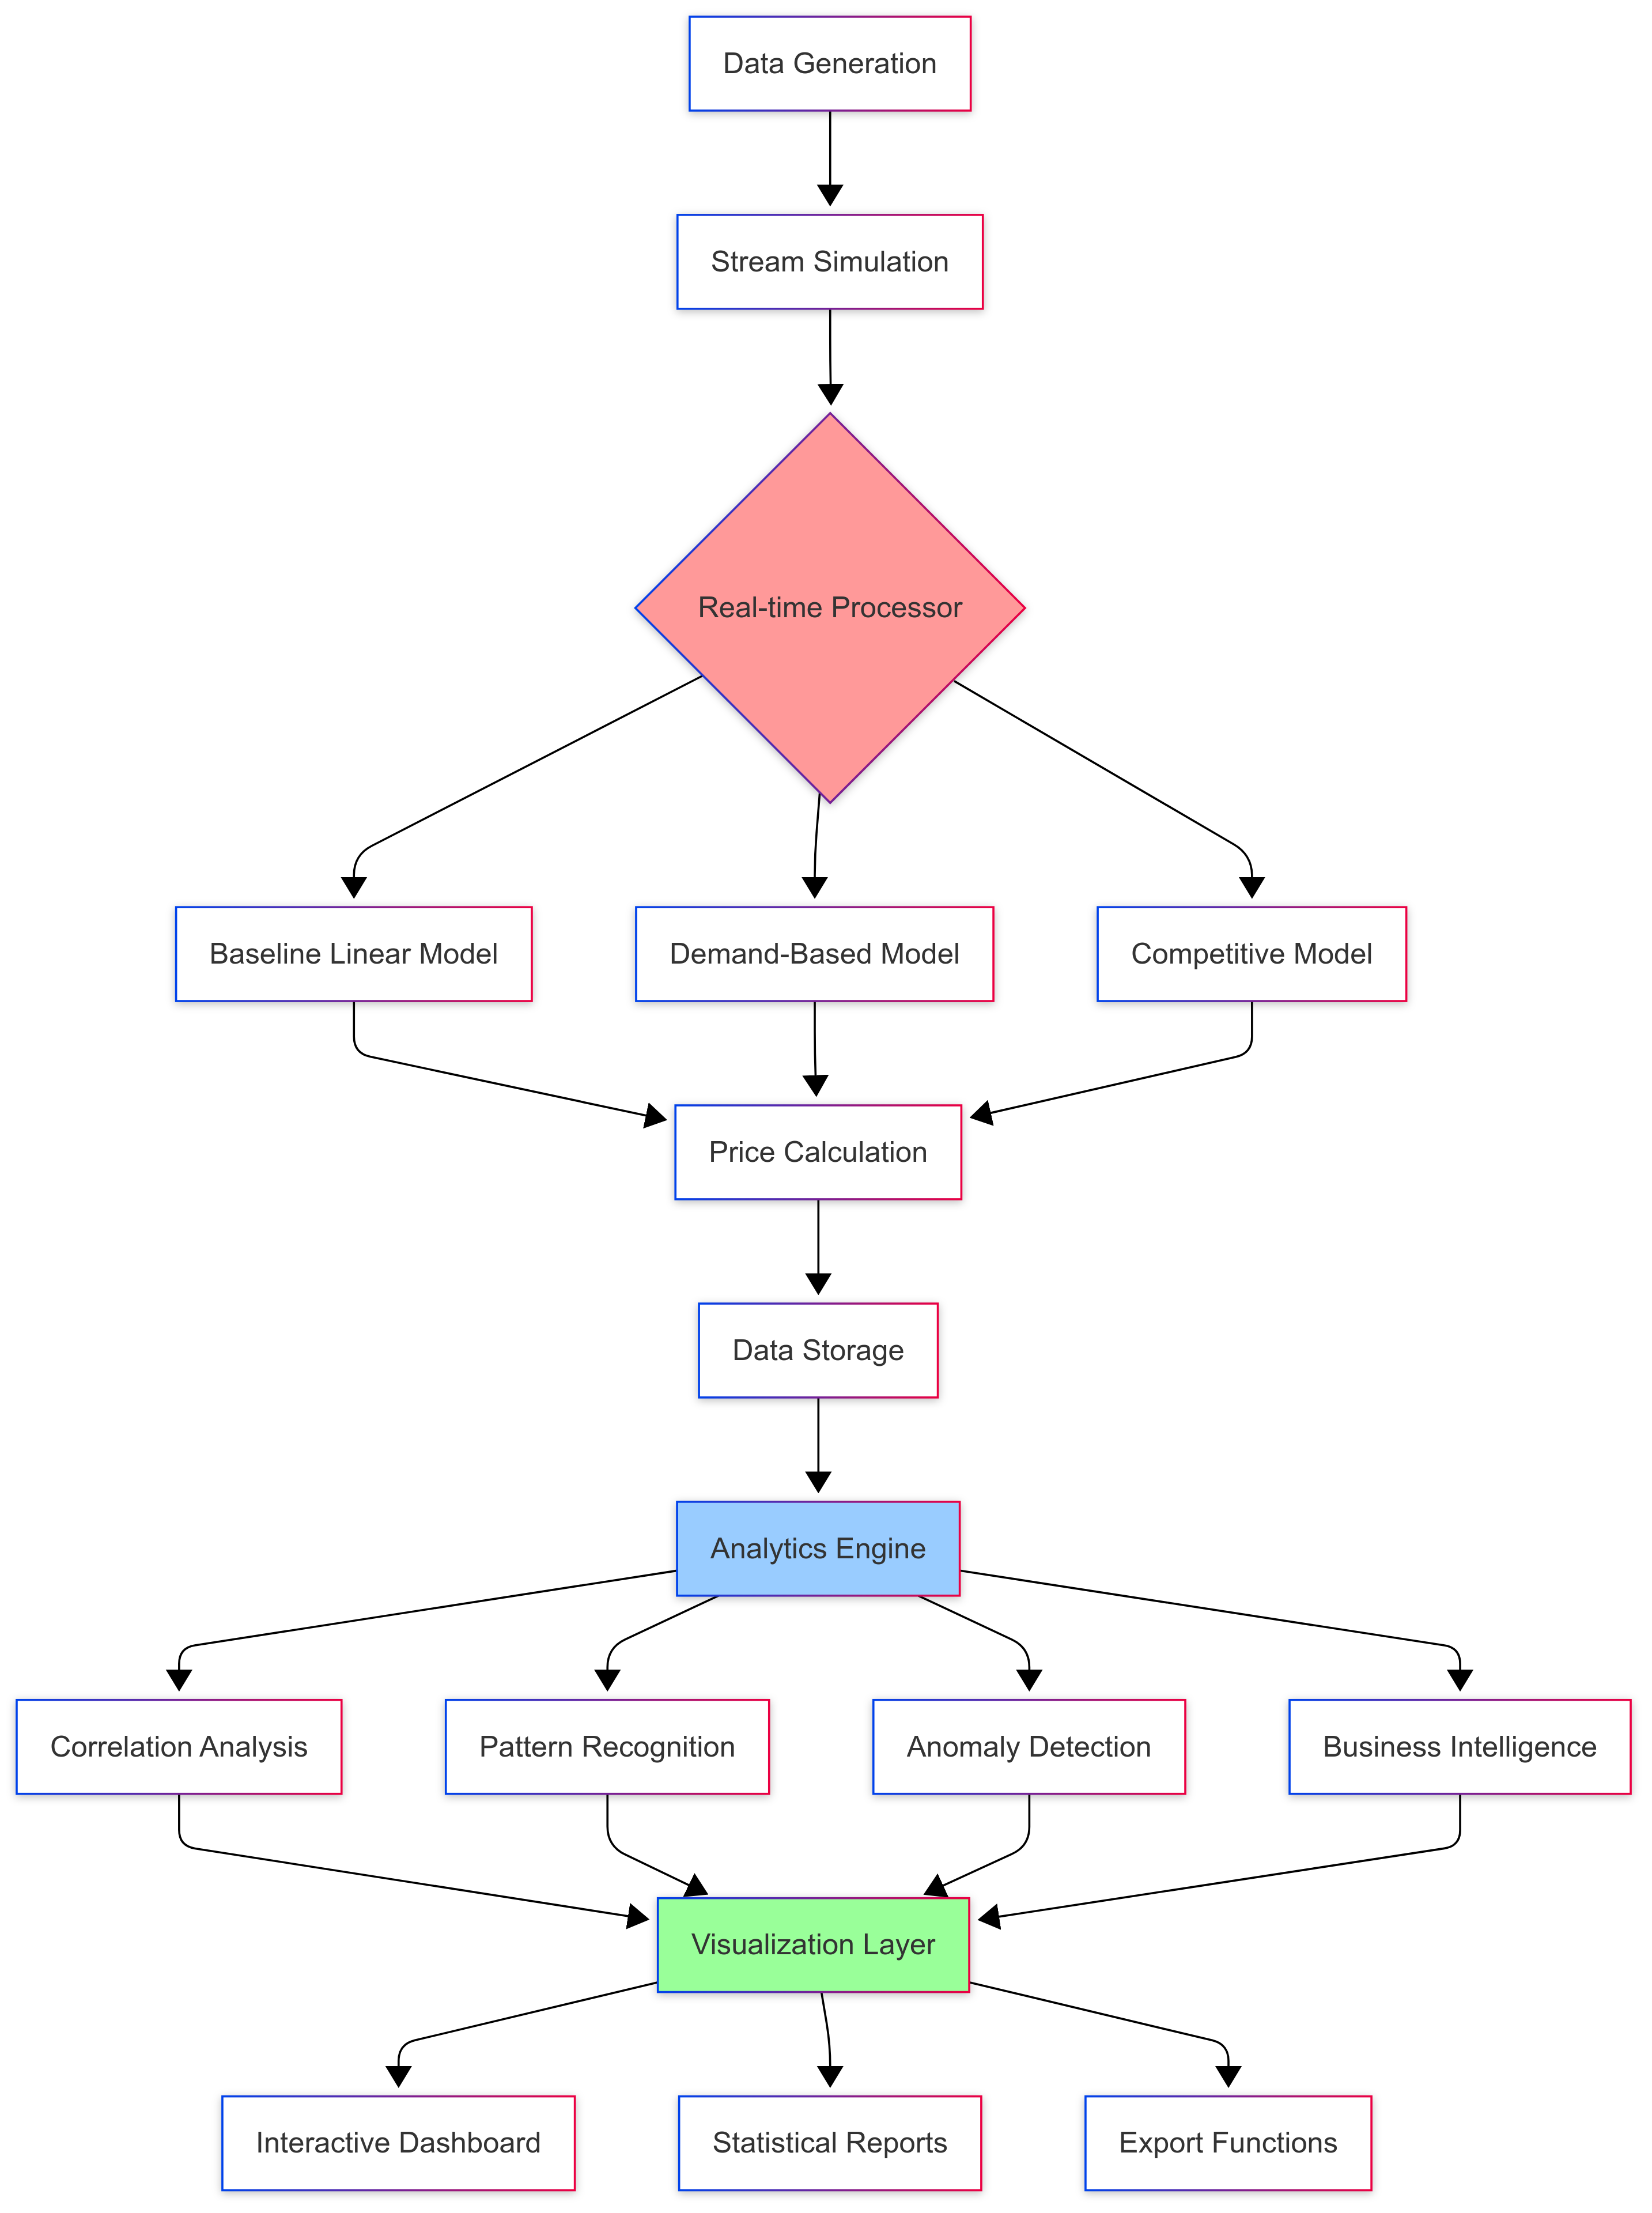 Data Generation
Stream Simulation
Real-time Processor
Baseline Linear Model
Demand-Based Model
Competitive Model
Price Calculation
Data Storage
Analytics Engine
Correlation Analysis
Pattern Recognition
Anomaly Detection
Business Intelligence
Visualization Layer
Interactive Dashboard
Statistical Reports
Export Functions